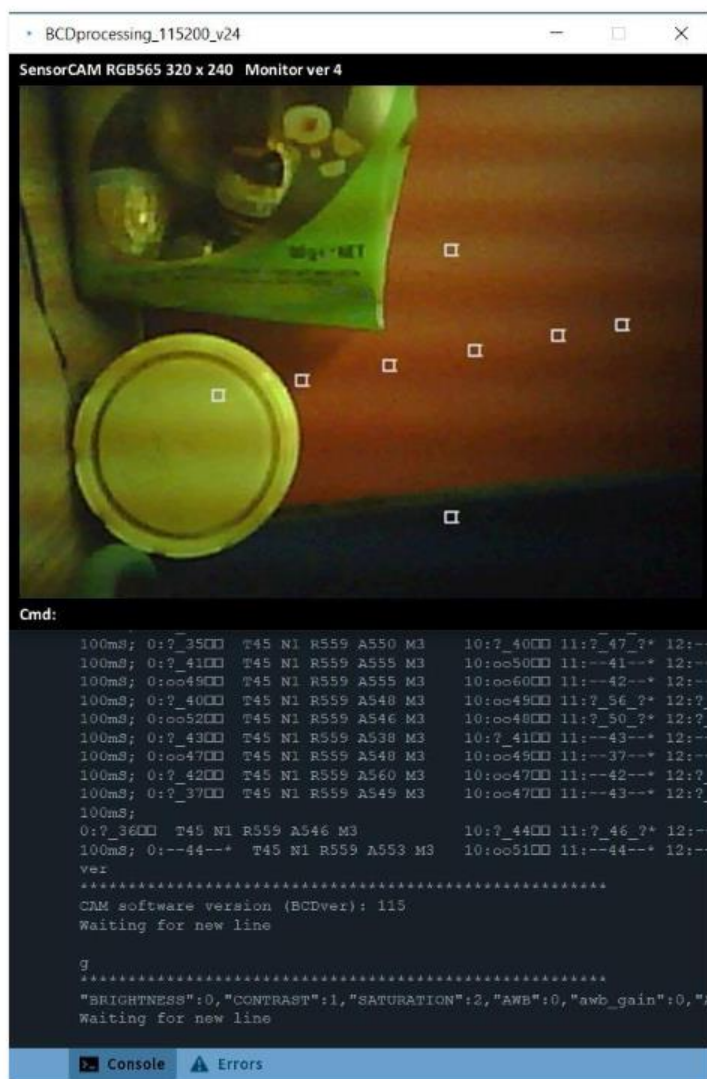 BCDprocessing_115200_v24
SensorCAM RGB565 320 x 240 Monitor ver 4
80g℮ NET
Cmd:
100mS; 0:?_35□□ T45 N1 R559 A550 M3 10:?_40□□ 11:?_47_?* 12:--
100mS; 0:?_41□□ T45 N1 R559 A555 M3 10:oo50□□ 11:--41--* 12:--
100mS; 0:oo49□□ T45 N1 R559 A555 M3 10:oo60□□ 11:--42--* 12:--
100mS; 0:?_40□□ T45 N1 R559 A548 M3 10:oo49□□ 11:?_56_?* 12:?_
100mS; 0:oo52□□ T45 N1 R559 A546 M3 10:oo48□□ 11:?_50_?* 12:?_
100mS; 0:?_43□□ T45 N1 R559 A538 M3 10:?_41□□ 11:--43--* 12:--
100mS; 0:oo47□□ T45 N1 R559 A548 M3 10:oo49□□ 11:--37--* 12:--
100mS; 0:?_42□□ T45 N1 R559 A560 M3 10:oo47□□ 11:--42--* 12:?_
100mS; 0:?_37□□ T45 N1 R559 A549 M3 10:oo47□□ 11:--43--* 12:?_
100mS;
0:?_36□□ T45 N1 R559 A546 M3 10:?_44□□ 11:?_46_?* 12:--
100mS; 0:--44--* T45 N1 R559 A553 M3 10:oo51□□ 11:--44--* 12:--
ver
*******************************************************
CAM software version (BCDver): 115
Waiting for new line
g
*******************************************************
"BRIGHTNESS":0,"CONTRAST":1,"SATURATION":2,"AWB":0,"awb_gain":0,"A
Waiting for new line
Console
Errors